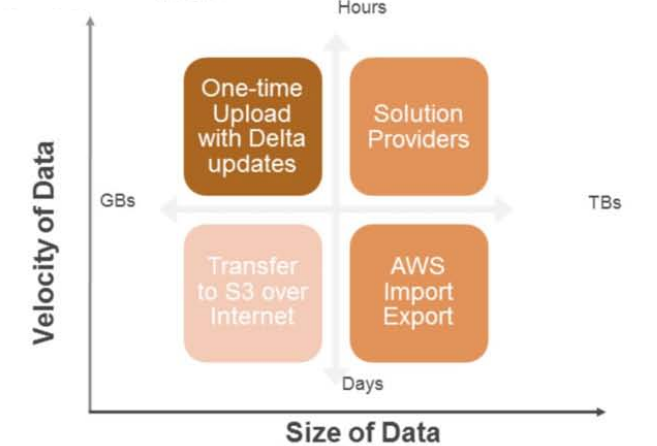 Hours
One-time
Upload
with Delta
updates
Solution
Providers
GBs
TBs
Velocity of Data
Transfer
to S3 over
Internet
AWS
Import
Export
Days
Size of Data